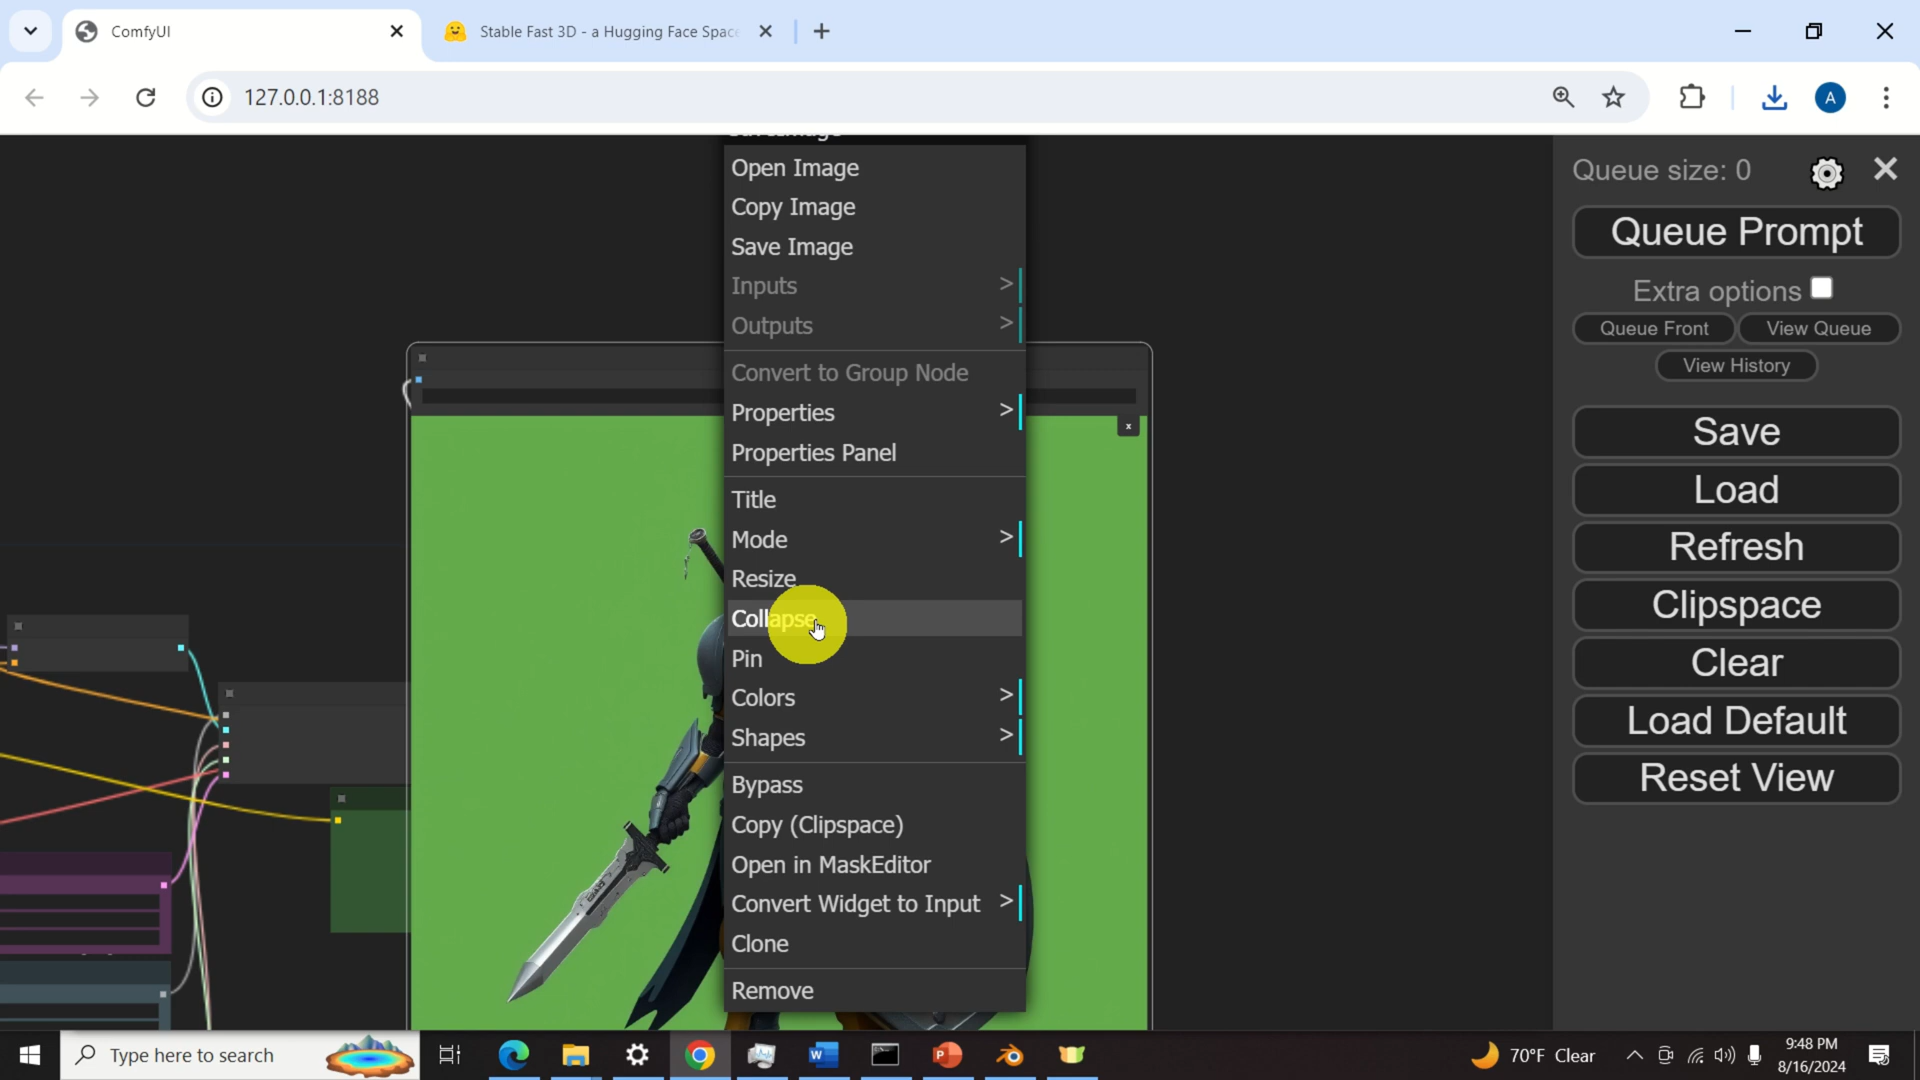 ComfyUI
Stable Fast 3D - a Hugging Face Spac
127.0.0.1:8188
A
Open Image
Copy Image
Save Image
Inputs >
Outputs >
Convert to Group Node
Properties >
Properties Panel
Title
Mode >
Resize
Collapse
Pin
Colors >
Shapes >
Bypass
Copy (Clipspace)
Open in MaskEditor
Convert Widget to Input >
Clone
Remove
x
Queue size: 0
Queue Prompt
Extra options
Queue Front
View Queue
View History
Save
Load
Refresh
Clipspace
Clear
Load Default
Reset View
Type here to search
70°F Clear
9:48 PM
8/16/2024